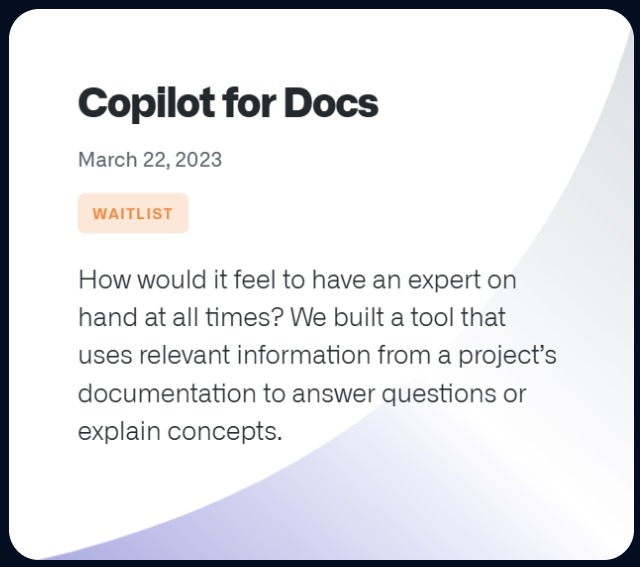 Copilot for Docs
March 22, 2023
WAITLIST
How would it feel to have an expert on
hand at all times? We built a tool that
uses relevant information from a project’s
documentation to answer questions or
explain concepts.